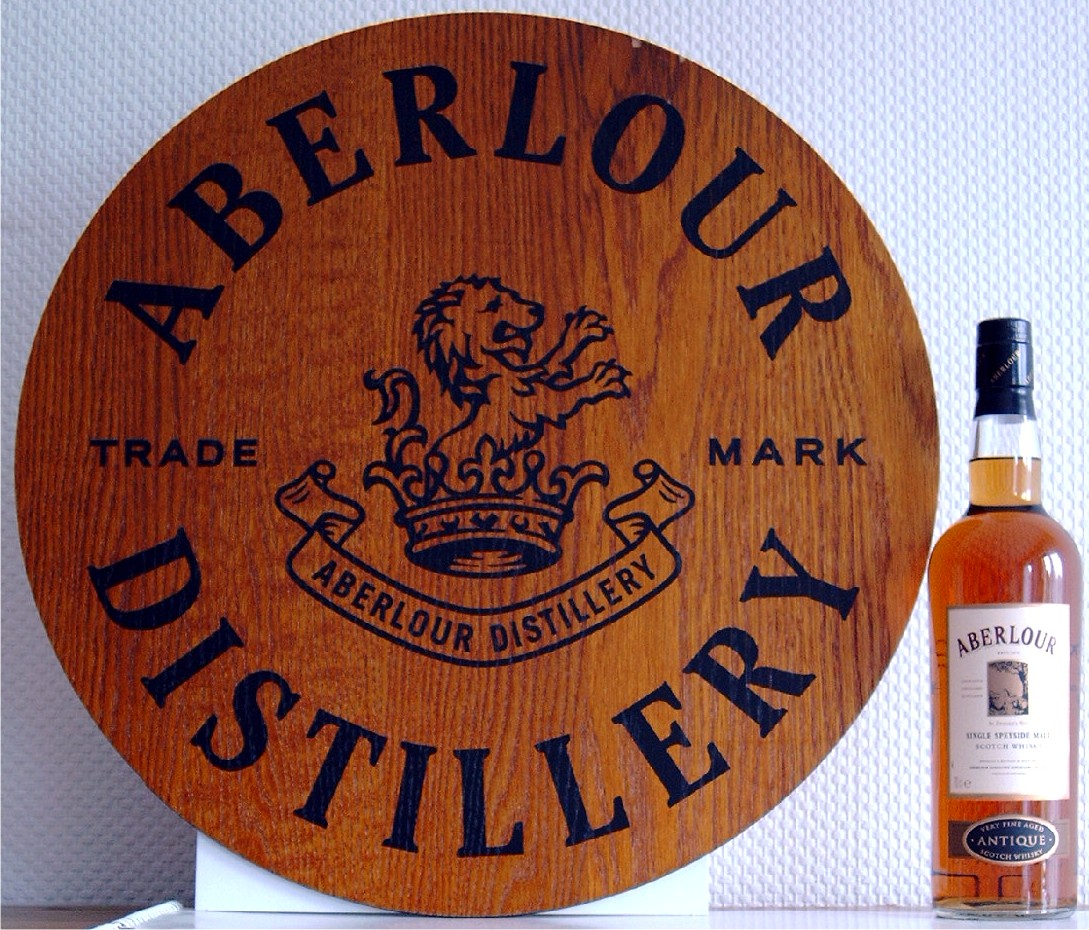 ABERLOUR
TRADE MARK
ABERLOUR DISTILLERY
DISTILLERY
ABERLOUR
ABERLOUR
SINGLE SPEYSIDE MALT
SCOTCH WHISKY
VERY FINE AGED
ANTIQUE
SCOTCH WHISKY